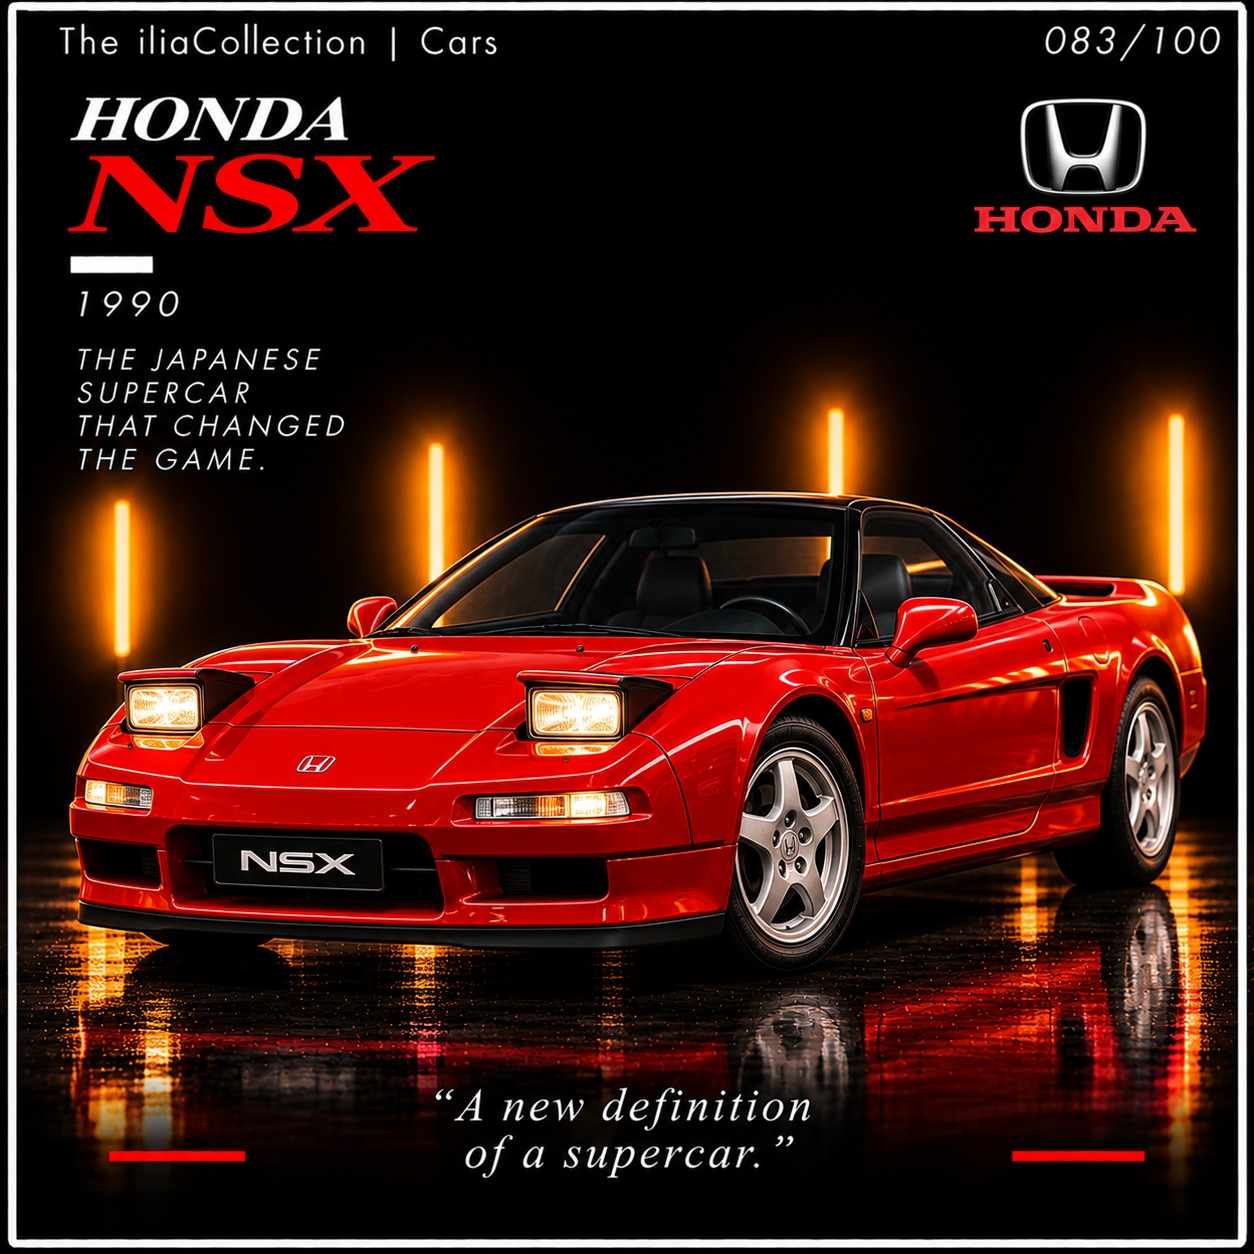 The iliaCollection | Cars
083/100
HONDA
NSX
HONDA
1990
THE JAPANESE
SUPERCAR
THAT CHANGED
THE GAME.
NSX
“A new definition
of a supercar.”